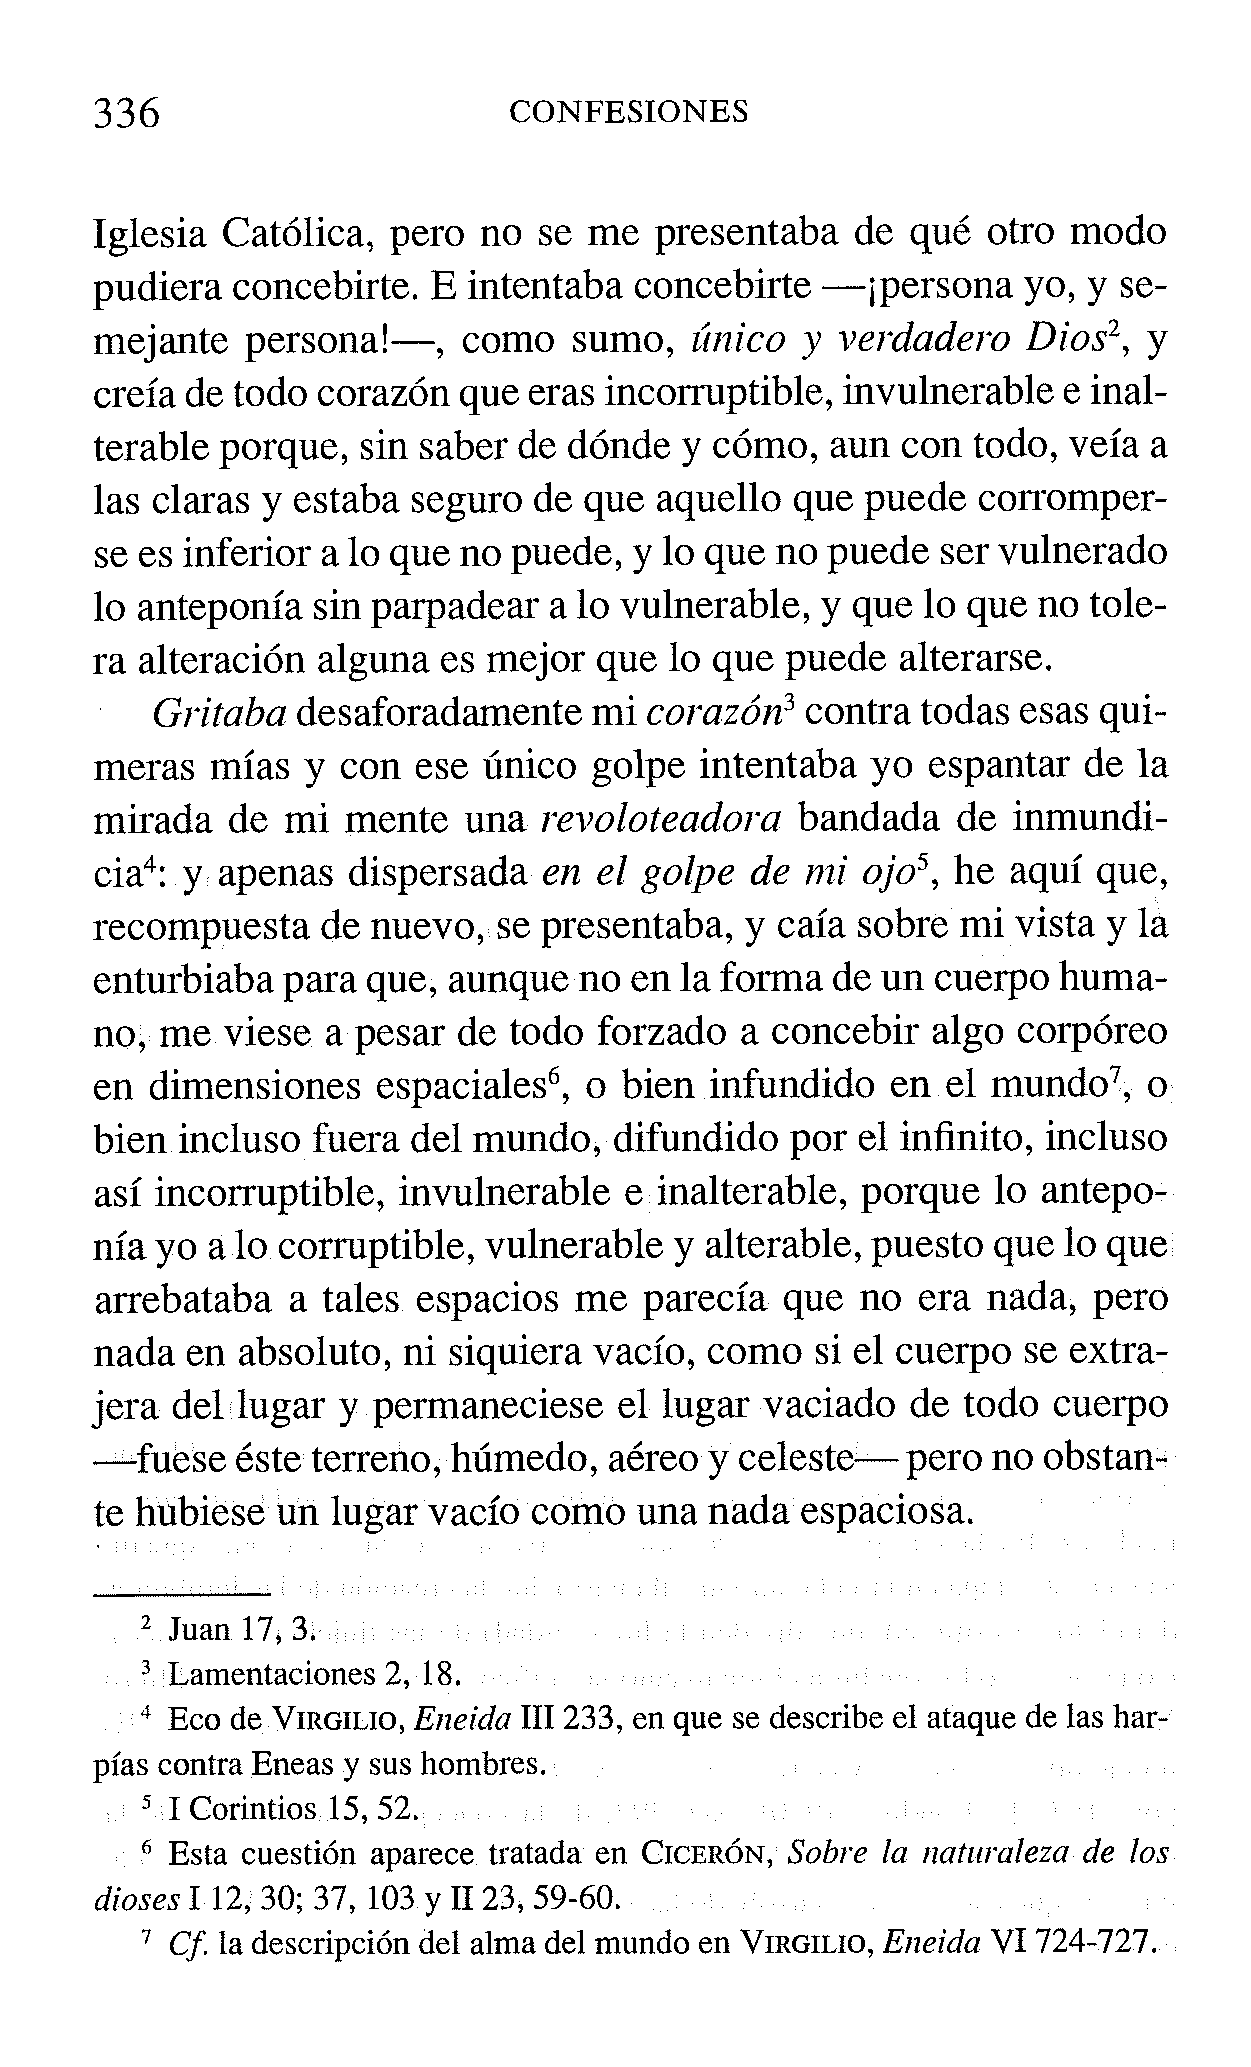 336 CONFESIONES
Iglesia Católica, pero no se me presentaba de qué otro modo
pudiera concebirte. E intentaba concebirte —¡persona yo, y se-
mejante persona!—, como sumo, único y verdadero Dios², y
creía de todo corazón que eras incorruptible, invulnerable e inal-
terable porque, sin saber de dónde y cómo, aun con todo, veía a
las claras y estaba seguro de que aquello que puede corromper-
se es inferior a lo que no puede, y lo que no puede ser vulnerado
lo anteponía sin parpadear a lo vulnerable, y que lo que no tole-
ra alteración alguna es mejor que lo que puede alterarse.
Gritaba desaforadamente mi corazón³ contra todas esas qui-
meras mías y con ese único golpe intentaba yo espantar de la
mirada de mi mente una revoloteadora bandada de inmundi-
cia⁴: y apenas dispersada en el golpe de mi ojo⁵, he aquí que,
recompuesta de nuevo, se presentaba, y caía sobre mi vista y la
enturbiaba para que, aunque no en la forma de un cuerpo huma-
no, me viese a pesar de todo forzado a concebir algo corpóreo
en dimensiones espaciales⁶, o bien infundido en el mundo⁷, o
bien incluso fuera del mundo, difundido por el infinito, incluso
así incorruptible, invulnerable e inalterable, porque lo antepo-
nía yo a lo corruptible, vulnerable y alterable, puesto que lo que
arrebataba a tales espacios me parecía que no era nada, pero
nada en absoluto, ni siquiera vacío, como si el cuerpo se extra-
jera del lugar y permaneciese el lugar vaciado de todo cuerpo
—fuese éste terreno, húmedo, aéreo y celeste— pero no obstan-
te hubiese un lugar vacío como una nada espaciosa.
² Juan 17, 3.
³ Lamentaciones 2, 18.
⁴ Eco de VIRGILIO, Eneida III 233, en que se describe el ataque de las har-
pías contra Eneas y sus hombres.
⁵ I Corintios 15, 52.
⁶ Esta cuestión aparece tratada en CICERÓN, Sobre la naturaleza de los
dioses I 12, 30; 37, 103 y II 23, 59-60.
⁷ Cf. la descripción del alma del mundo en VIRGILIO, Eneida VI 724-727.